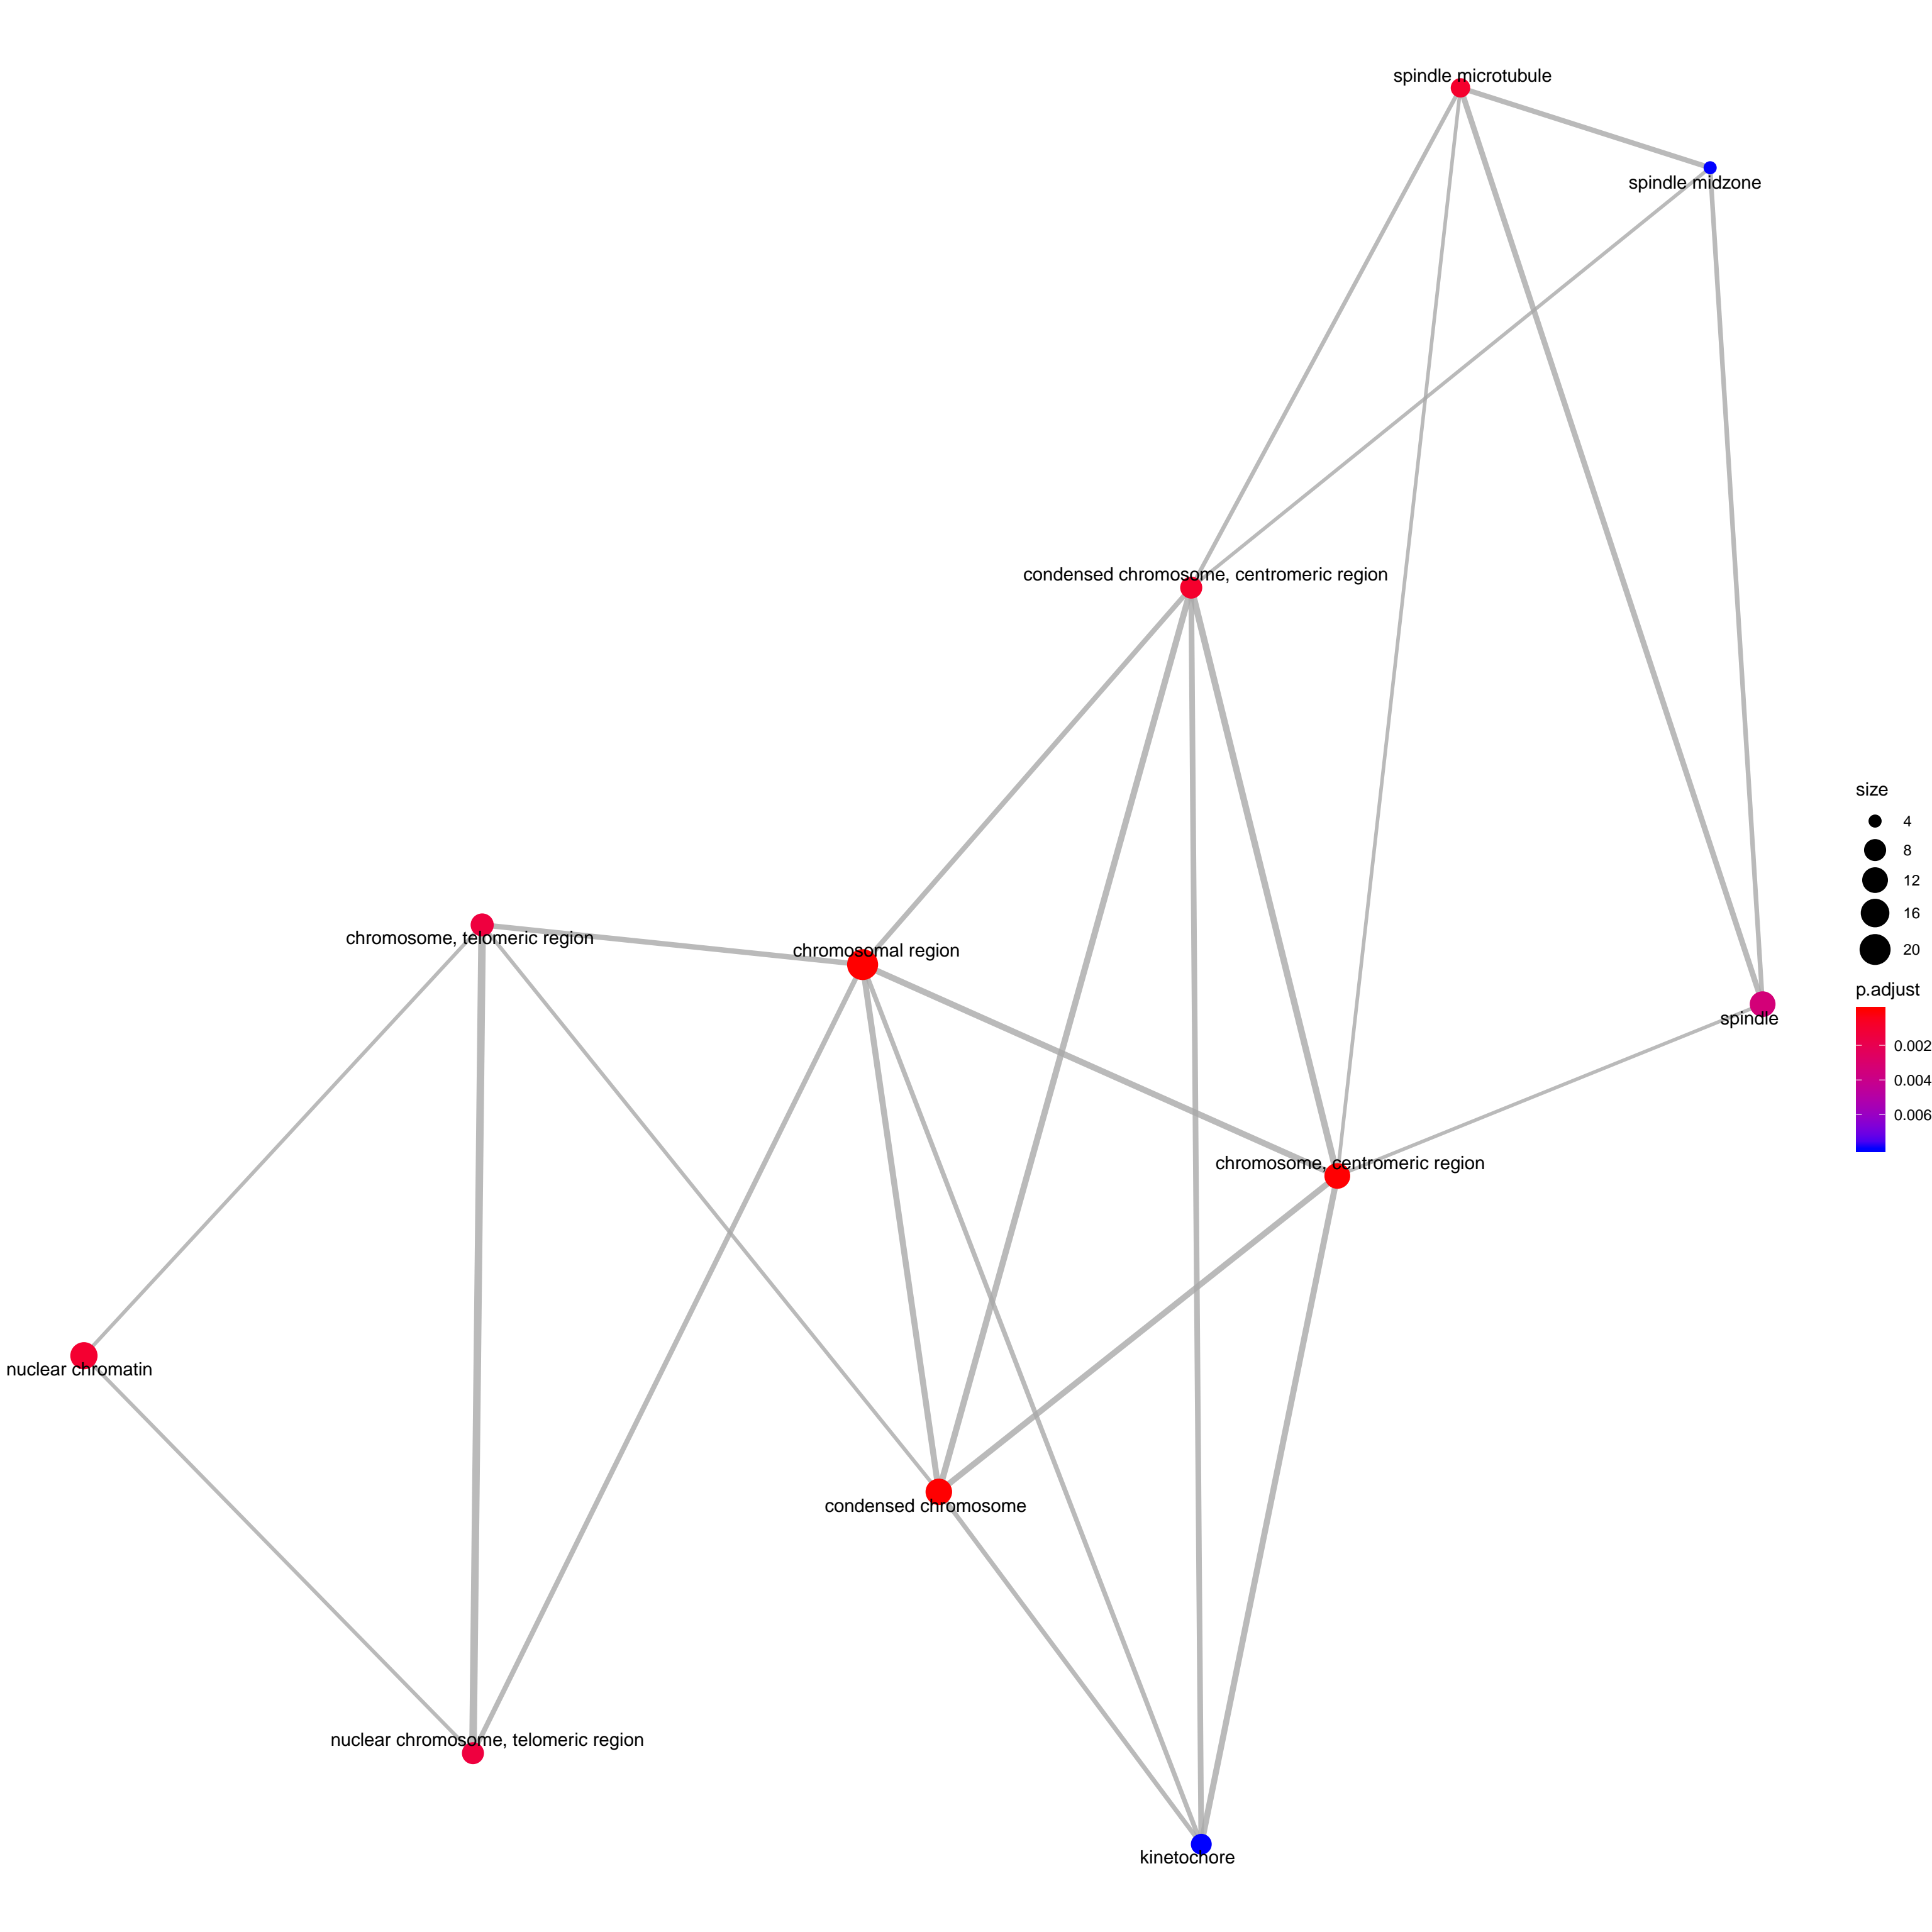 spindle microtubule
spindle midzone
condensed chromosome, centromeric region
size
4
8
12
16
20
chromosome, telomeric region
chromosomal region
p.adjust
0.002
0.004
0.006
spindle
chromosome, centromeric region
nuclear chromatin
condensed chromosome
nuclear chromosome, telomeric region
kinetochore